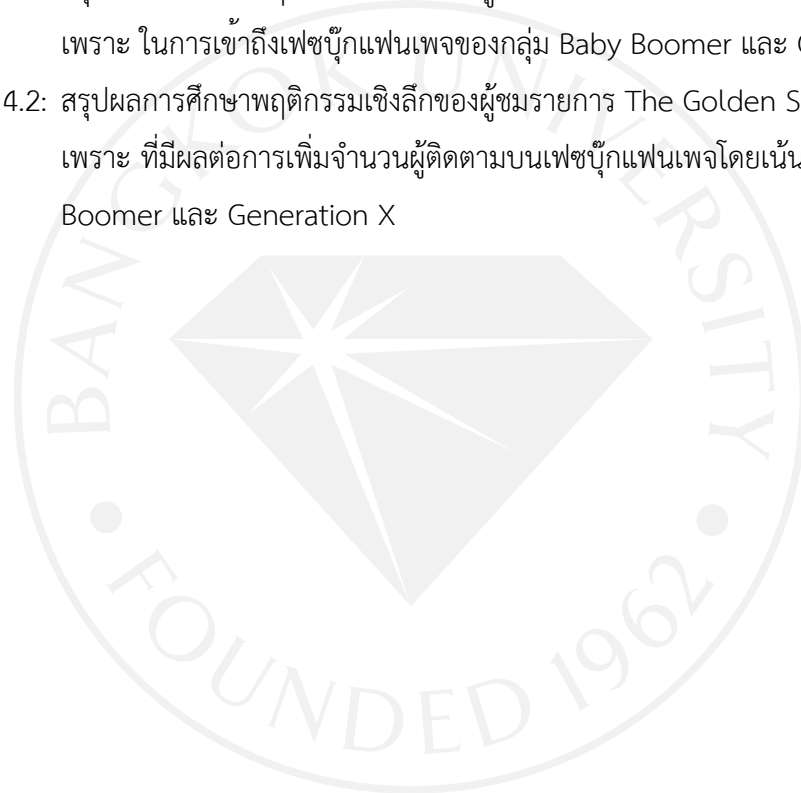 เพราะ ในการเข้าถึงเฟซบุ๊กแฟนเพจของกลุ่ม Baby Boomer และ
4.2: สรุปผลการศึกษาพฤติกรรมเชิงลึกของผู้ชมรายการ The Golden S
เพราะ ที่มีผลต่อการเพิ่มจำนวนผู้ติดตามบนเฟซบุ๊กแฟนเพจโดยเน้น
Boomer และ Generation X
BANGKOK UNIVERSITY
FOUNDED 1962